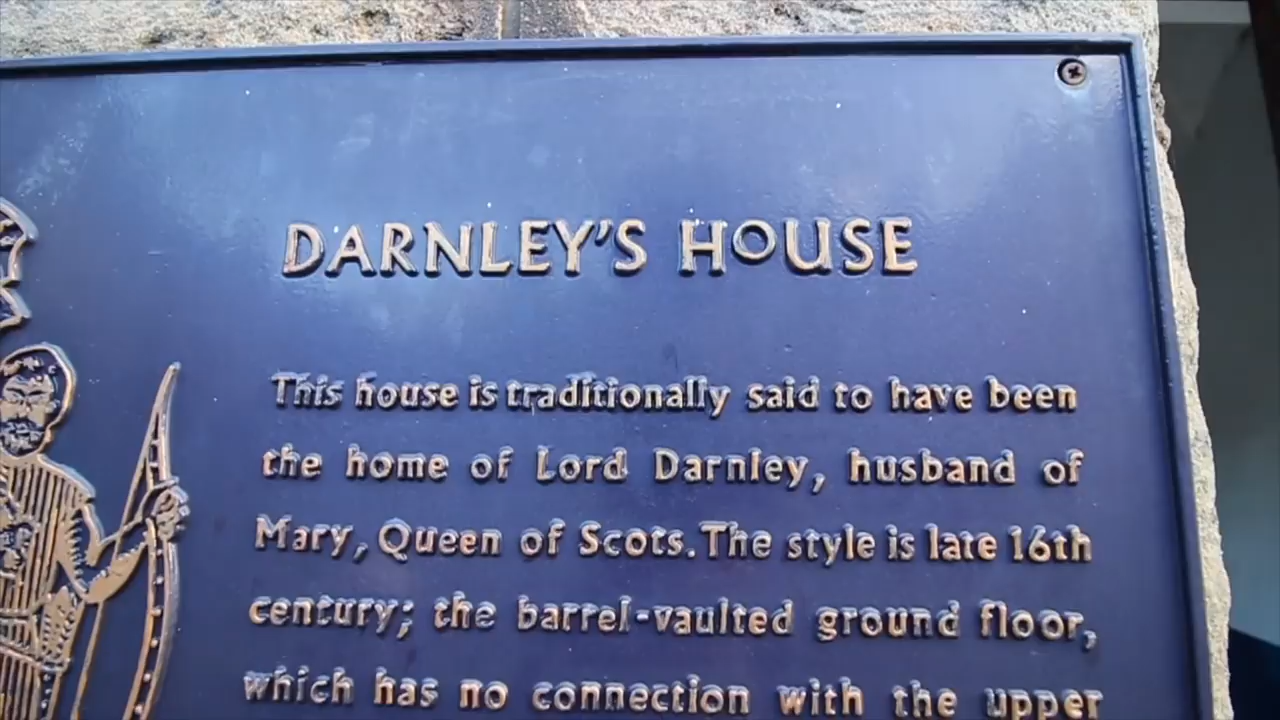 DARNLEY'S HOUSE
This house is traditionally said to have been
the home of Lord Darnley, husband of
Mary, Queen of Scots. The style is late 16th
century; the barrel-vaulted ground floor,
which has no connection with the upper